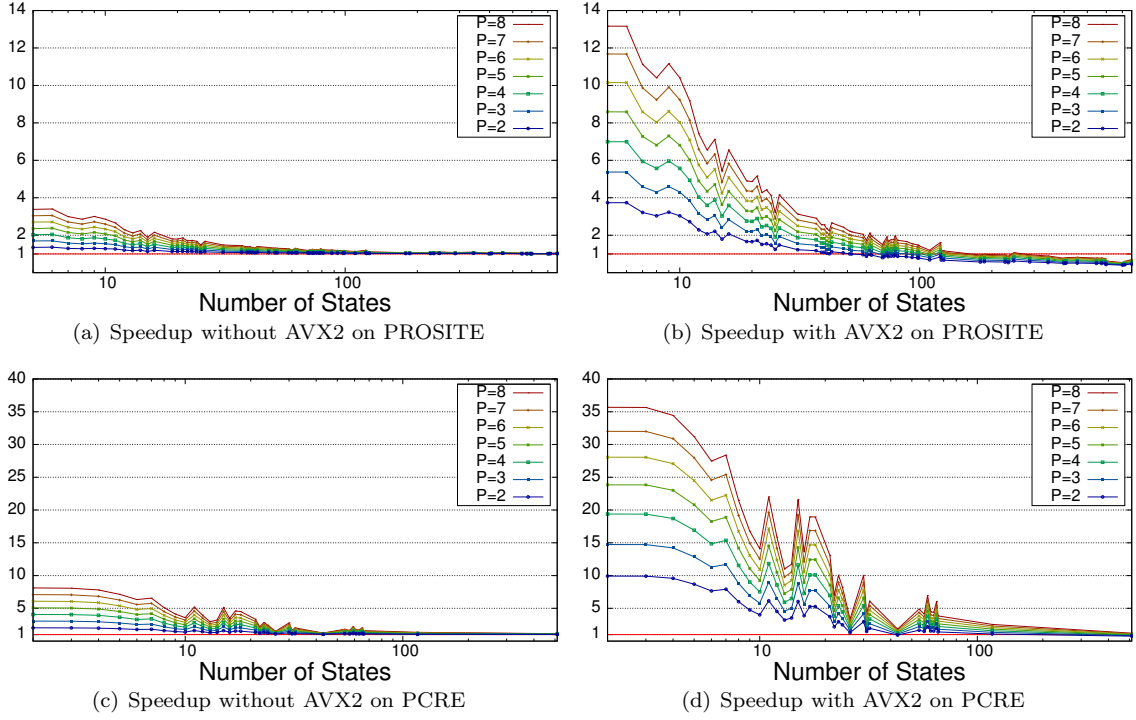 14
12
10
8
6
4
2
1
P=8
P=7
P=6
P=5
P=4
P=3
P=2
10
100
Number of States
(a) Speedup without AVX2 on PROSITE
14
12
10
8
6
4
2
1
P=8
P=7
P=6
P=5
P=4
P=3
P=2
10
100
Number of States
(b) Speedup with AVX2 on PROSITE
40
35
30
25
20
15
10
5
1
P=8
P=7
P=6
P=5
P=4
P=3
P=2
10
100
Number of States
(c) Speedup without AVX2 on PCRE
40
35
30
25
20
15
10
5
1
P=8
P=7
P=6
P=5
P=4
P=3
P=2
10
100
Number of States
(d) Speedup with AVX2 on PCRE